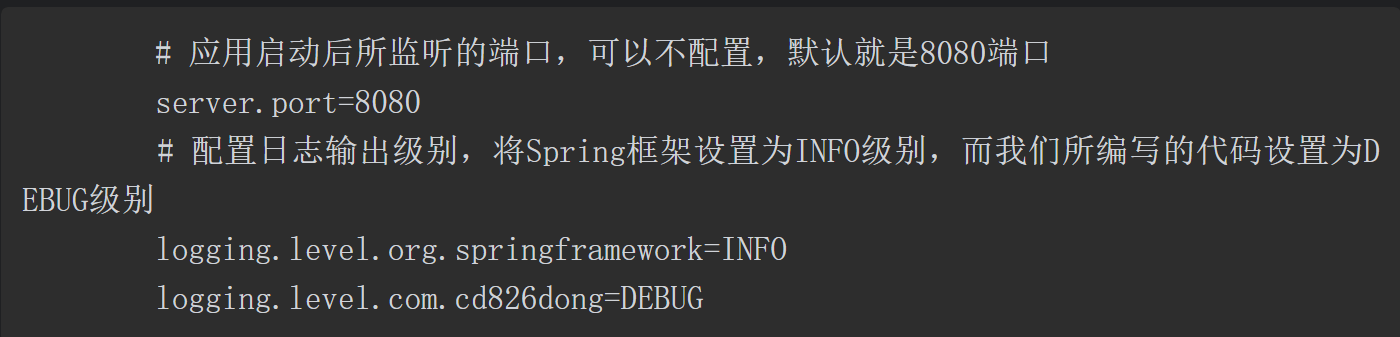 # 应用启动后所监听的端口，可以不配置，默认就是8080端口
server.port=8080
# 配置日志输出级别，将Spring框架设置为INFO级别，而我们所编写的代码设置为D
EBUG级别
logging.level.org.springframework=INFO
logging.level.com.cd826dong=DEBUG